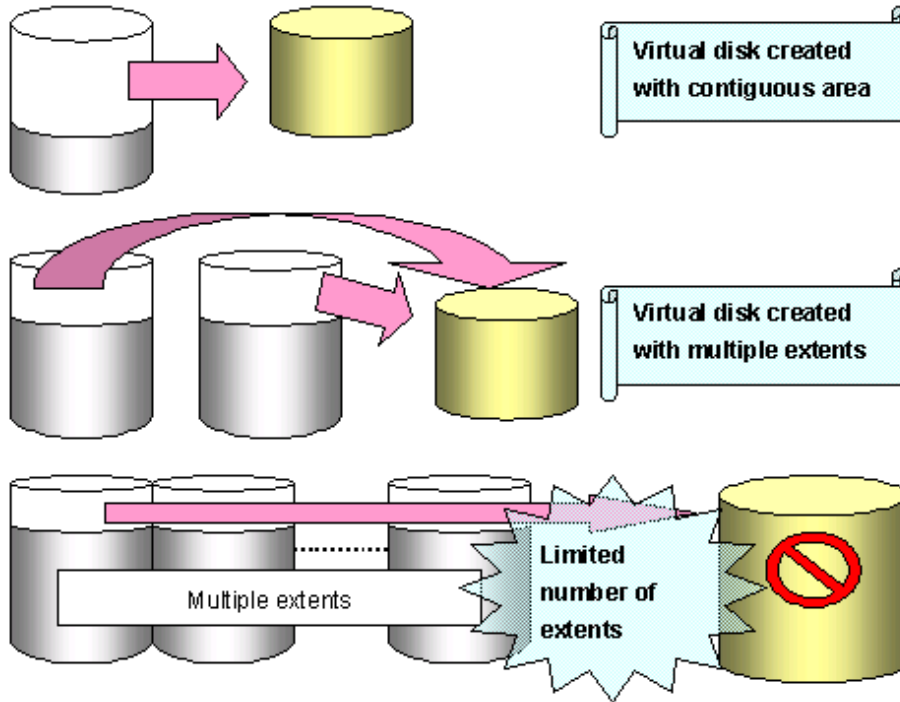 Virtual disk created
with contiguous area
Virtual disk created
with multiple extents
Multiple extents
Limited
number of
extents